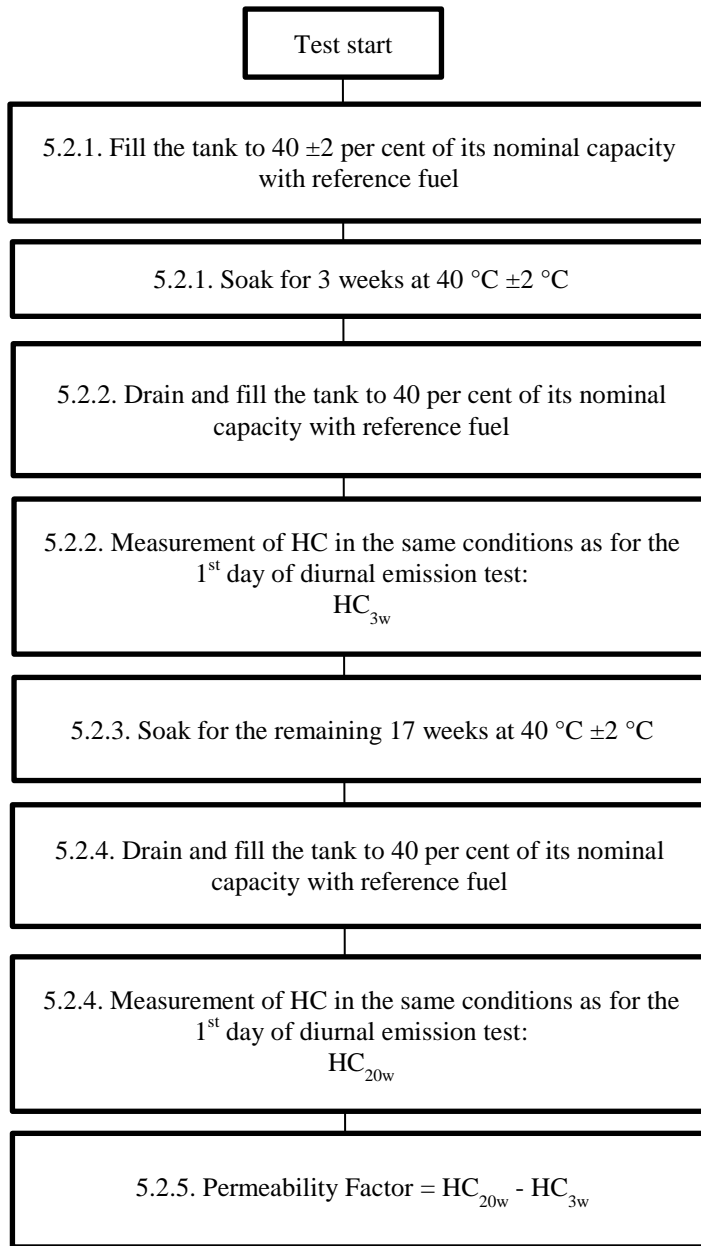 Test start
5.2.1. Fill the tank to 40 ±2 per cent of its nominal capacity
with reference fuel
5.2.1. Soak for 3 weeks at 40 °C ±2 °C
5.2.2. Drain and fill the tank to 40 per cent of its nominal
capacity with reference fuel
5.2.2. Measurement of HC in the same conditions as for the
1st day of diurnal emission test:
HC3w
5.2.3. Soak for the remaining 17 weeks at 40 °C ±2 °C
5.2.4. Drain and fill the tank to 40 per cent of its nominal
capacity with reference fuel
5.2.4. Measurement of HC in the same conditions as for the
1st day of diurnal emission test:
HC20w
5.2.5. Permeability Factor = HC20w - HC3w